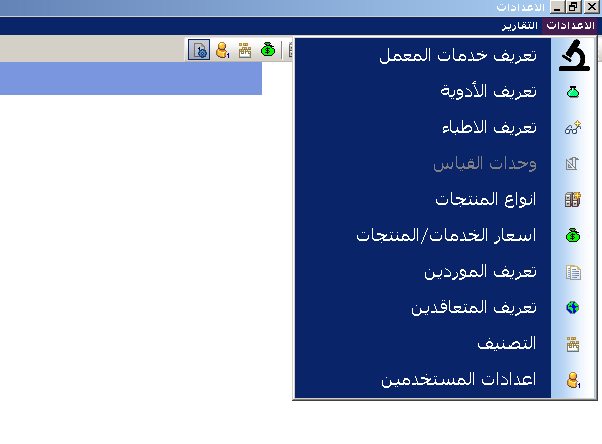 الاعدادات
الاعدادات التقارير
تعريف خدمات المعمل
تعريف الأدوية
تعريف الاطباء
وحدات القياس
انواع المنتجات
اسعار الخدمات/المنتجات
تعريف الموردين
تعريف المتعاقدين
التصنيف
اعدادات المستخدمين